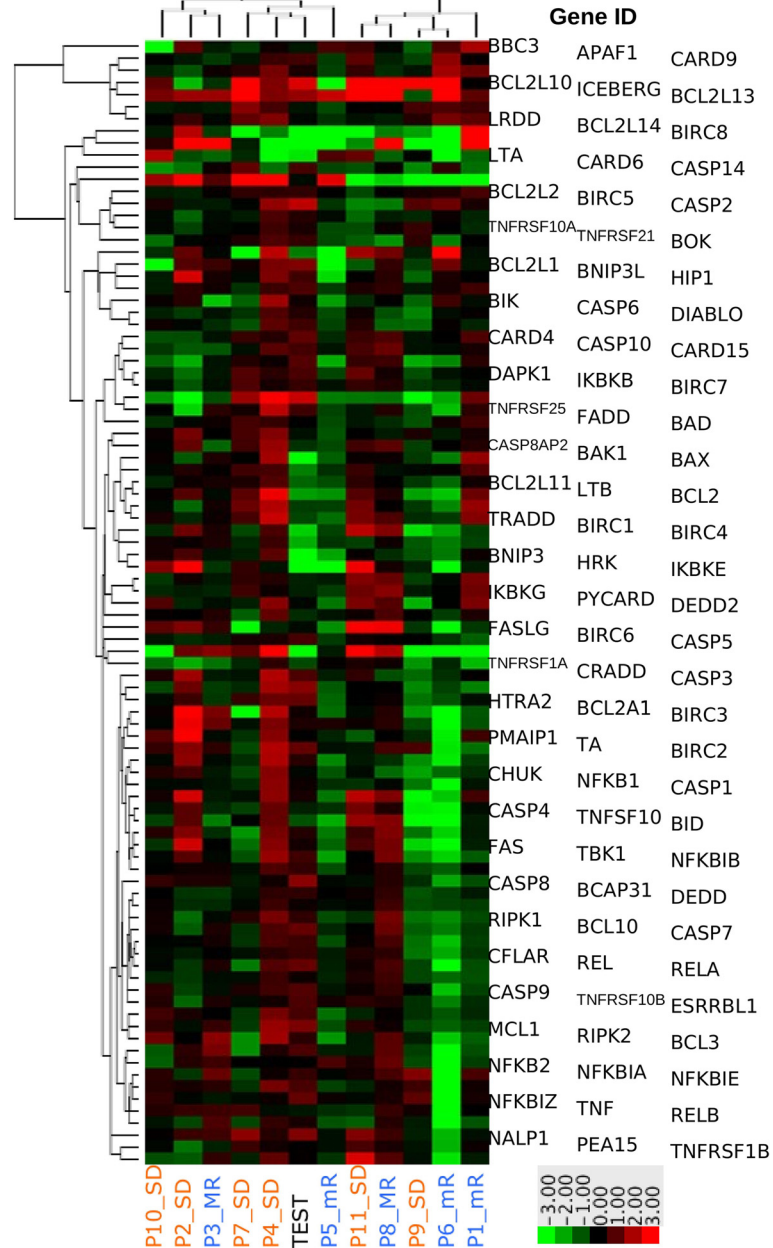 Gene ID
BBC3 APAF1 CARD9
BCL2L10 ICEBERG BCL2L13
LRDD BCL2L14 BIRC8
LTA CARD6 CASP14
BCL2L2 BIRC5 CASP2
TNFRSF10A TNFRSF21 BOK
BCL2L1 BNIP3L HIP1
BIK CASP6 DIABLO
CARD4 CASP10 CARD15
DAPK1 IKBKB BIRC7
TNFRSF25 FADD BAD
CASP8AP2 BAK1 BAX
BCL2L11 LTB BCL2
TRADD BIRC1 BIRC4
BNIP3 HRK IKBKE
IKBKG PYCARD DEDD2
FASLG BIRC6 CASP5
TNFRSF1A CRADD CASP3
HTRA2 BCL2A1 BIRC3
PMAIP1 TA BIRC2
CHUK NFKB1 CASP1
CASP4 TNFSF10 BID
FAS TBK1 NFKBIB
CASP8 BCAP31 DEDD
RIPK1 BCL10 CASP7
CFLAR REL RELA
CASP9 TNFRSF10B ESRRBL1
MCL1 RIPK2 BCL3
NFKB2 NFKBIA NFKBIE
NFKBIZ TNF RELB
NALP1 PEA15 TNFRSF1B
P10_SD P2_SD P3_MR P7_SD P4_SD TEST P5_mR P11_SD P8_MR P9_SD P6_mR P1_mR
-3.00 -2.00 -1.00 0.00 1.00 2.00 3.00